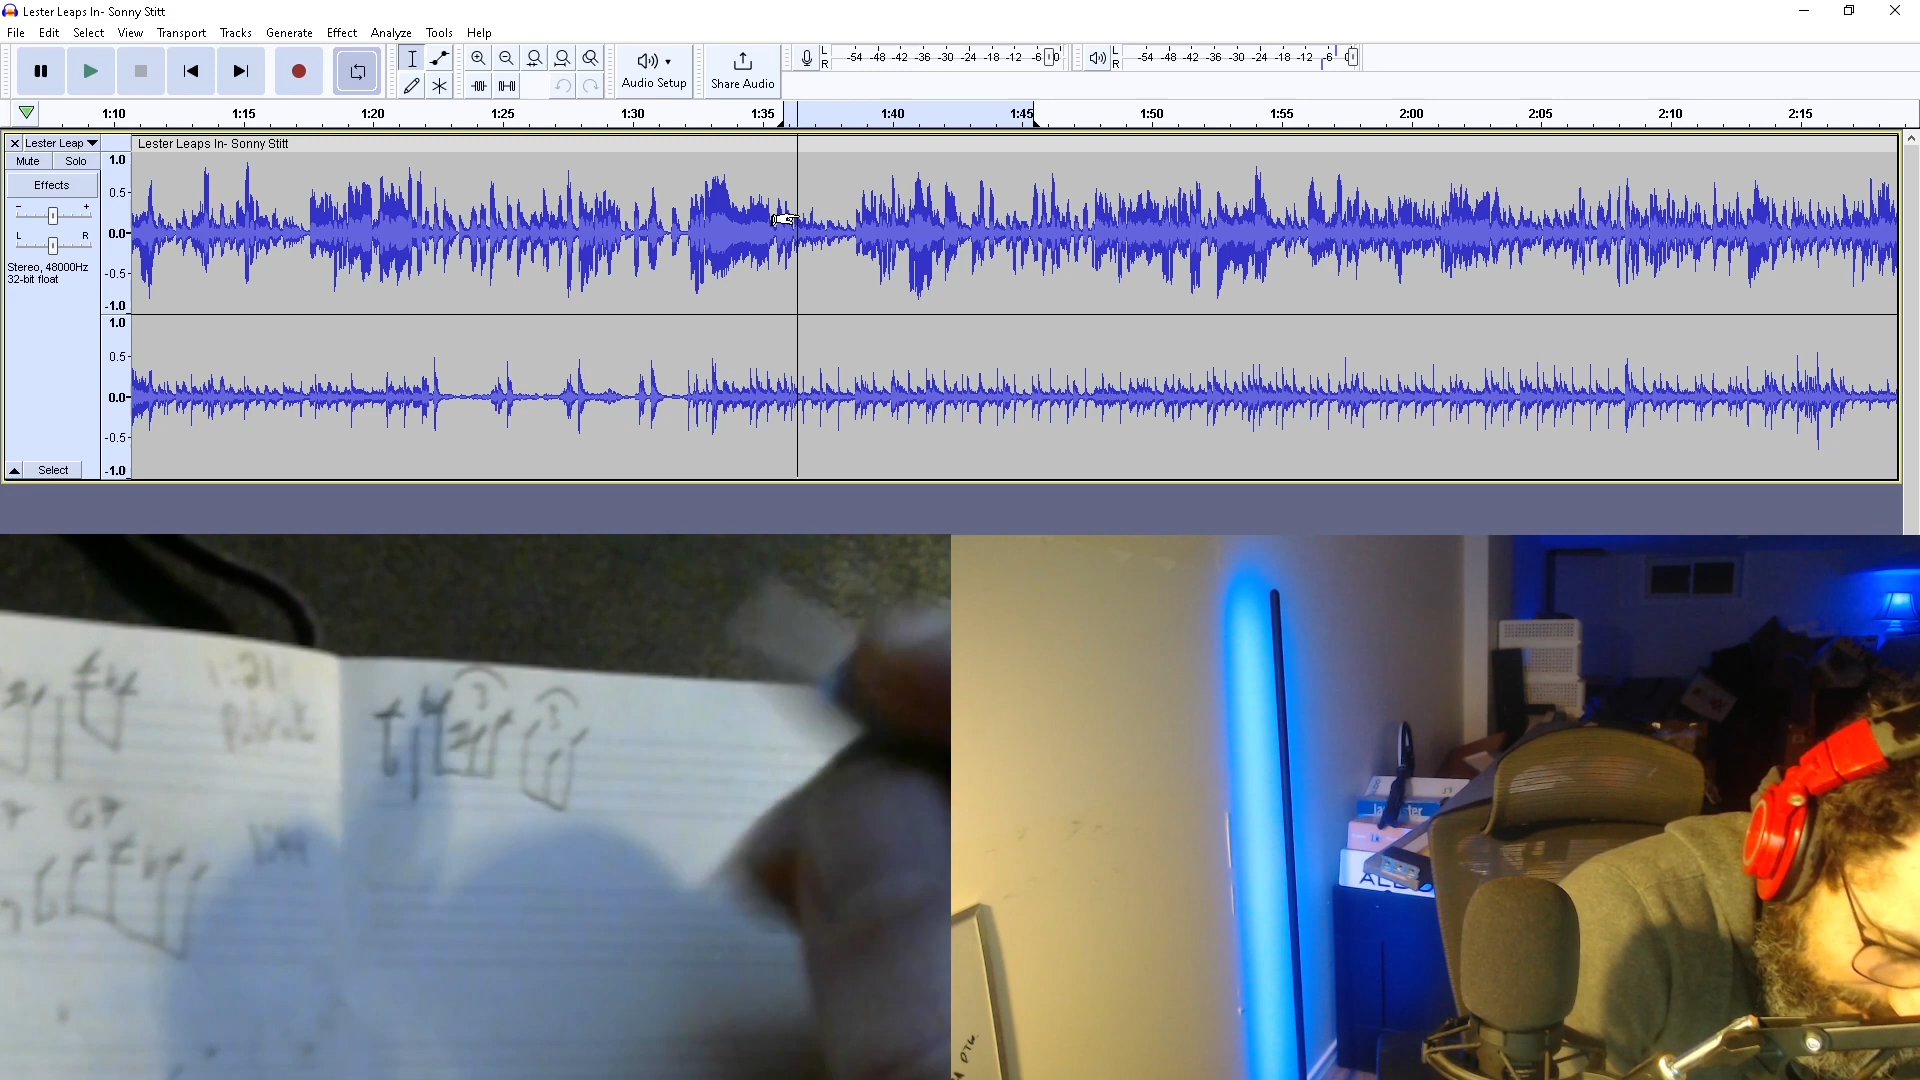 Lester Leaps In- Sonny Stitt
File Edit Select View Transport Tracks Generate Effect Analyze Tools Help
Audio Setup
Share Audio
L
R
-54 -48 -42 -36 -30 -24 -18 -12 -6 0
L
R
-54 -48 -42 -36 -30 -24 -18 -12 -6 0
1:10 1:15 1:20 1:25 1:30 1:35 1:40 1:45 1:50 1:55 2:00 2:05 2:10 2:15
Lester Leap
Lester Leaps In- Sonny Stitt
Mute Solo
Effects
- +
L R
Stereo, 48000Hz
32-bit float
Select
1.0
0.5
0.0
-0.5
-1.0
1.0
0.5
0.0
-0.5
-1.0
1:21
3
3
G7